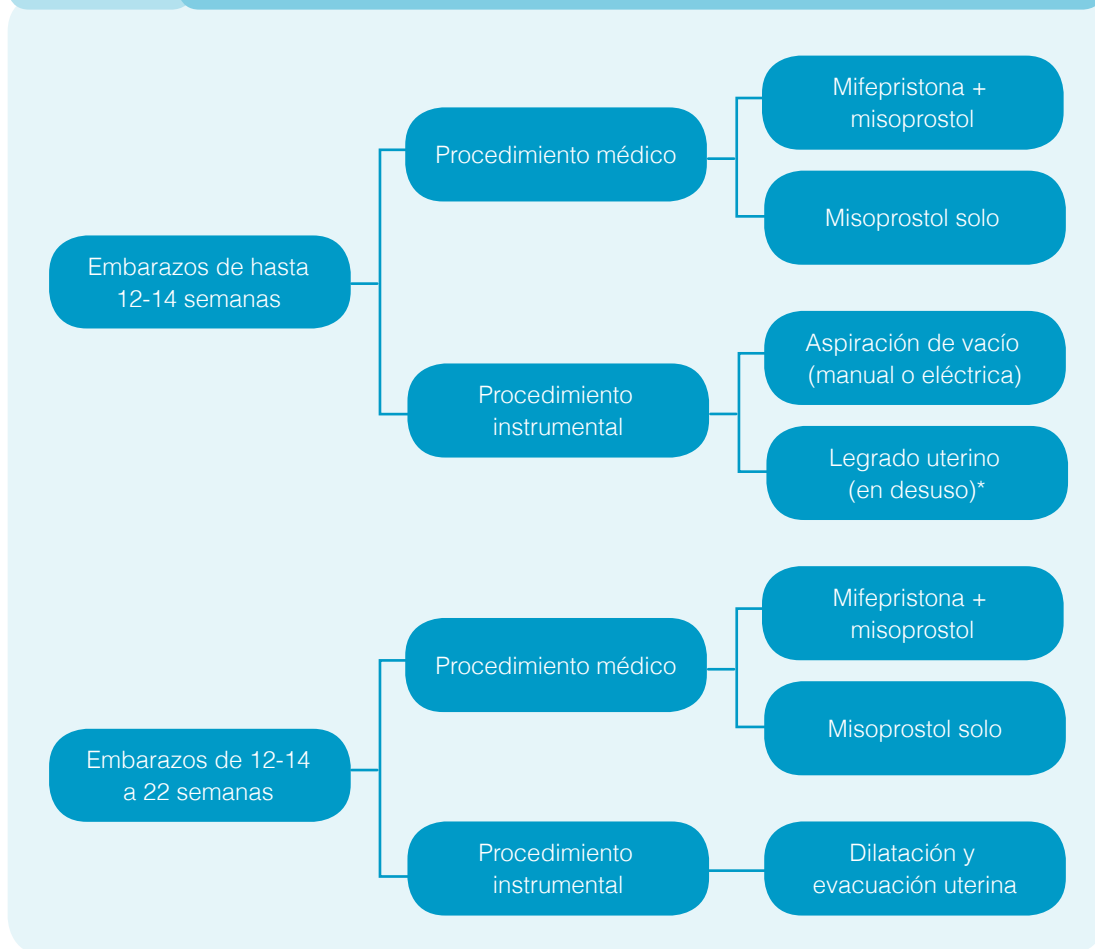 Mifepristona +
misoprostol
Procedimiento médico
Misoprostol solo
Embarazos de hasta
12-14 semanas
Aspiración de vacío
(manual o eléctrica)
Procedimiento
instrumental
Legrado uterino
(en desuso)*
Mifepristona +
misoprostol
Procedimiento médico
Misoprostol solo
Embarazos de 12-14
a 22 semanas
Procedimiento
instrumental
Dilatación y
evacuación uterina